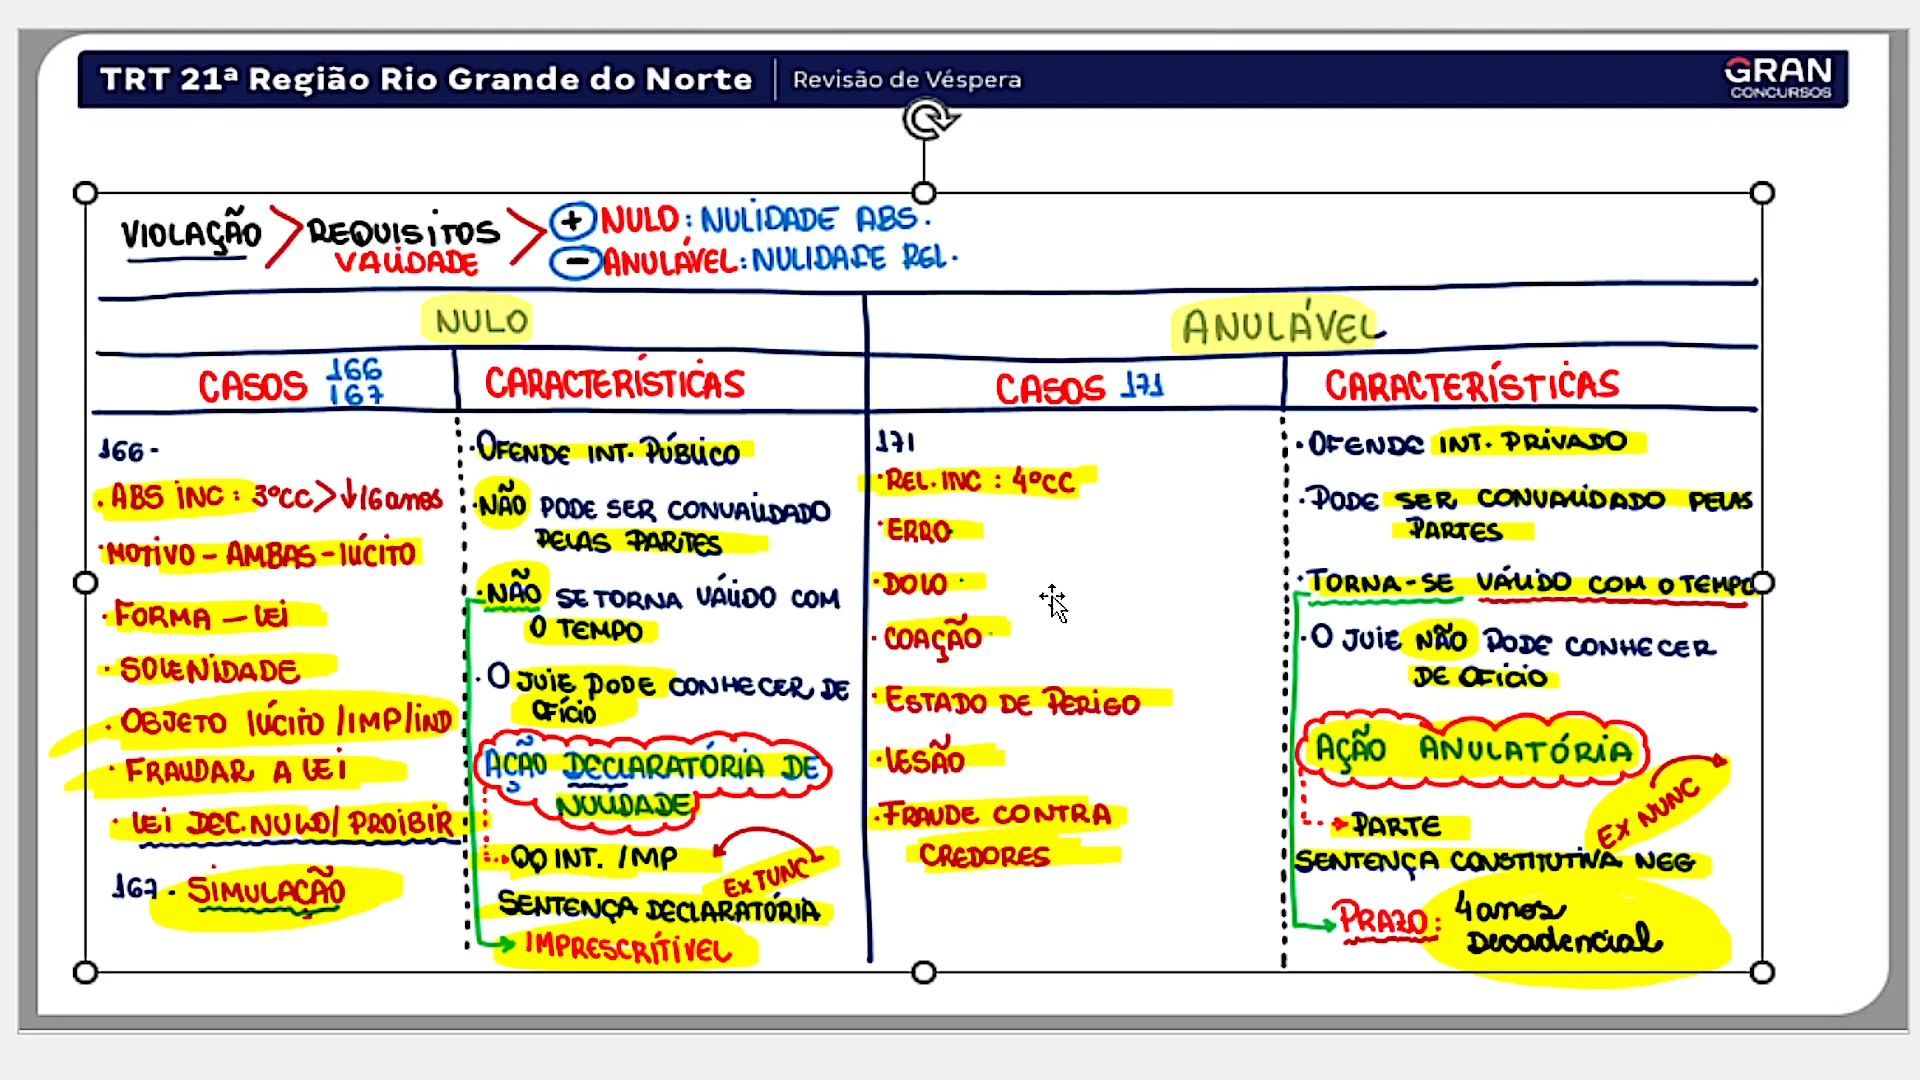 TRT 21ª Região Rio Grande do Norte | Revisão de Véspera
GRAN
CONCURSOS
VIOLAÇÃO > REQUISITOS VALIDADE >
+ NULO: NULIDADE ABS.
- ANULÁVEL: NULIDADE REL.
NULO
CASOS 166
167
166 -
· ABS INC: 3ºCC > ↓16 anos
· MOTIVO - AMBAS - ILÍCITO
· FORMA - LEI
· SOLENIDADE
· OBJETO ILÍCITO /IMP/IND
· FRAUDAR A LEI
· LEI DEC. NULO/ PROIBIR
167 - SIMULAÇÃO
CARACTERÍSTICAS
· OFENDE INT. PÚBLICO
· NÃO PODE SER CONVALIDADO
PELAS PARTES
· NÃO SE TORNA VÁLIDO COM
O TEMPO
· O JUIZ PODE CONHECER DE
OFÍCIO
AÇÃO DECLARATÓRIA DE
NULIDADE
QQ INT. /MP
EX TUNC
SENTENÇA DECLARATÓRIA
IMPRESCRÍTIVEL
ANULÁVEL
CASOS 171
171
· REL. INC : 4ºCC
· ERRO
· DOLO
· COAÇÃO
· ESTADO DE PERIGO
· LESÃO
· FRAUDE CONTRA
CREDORES
CARACTERÍSTICAS
· OFENDE INT. PRIVADO
· PODE SER CONVALIDADO PELAS
PARTES
· TORNA-SE VÁLIDO COM O TEMPO
· O JUIZ NÃO PODE CONHECER
DE OFÍCIO
AÇÃO ANULATÓRIA
EX NUNC
PARTE
SENTENÇA CONSTITUTIVA NEG
PRAZO: 4 anos
Decadencial